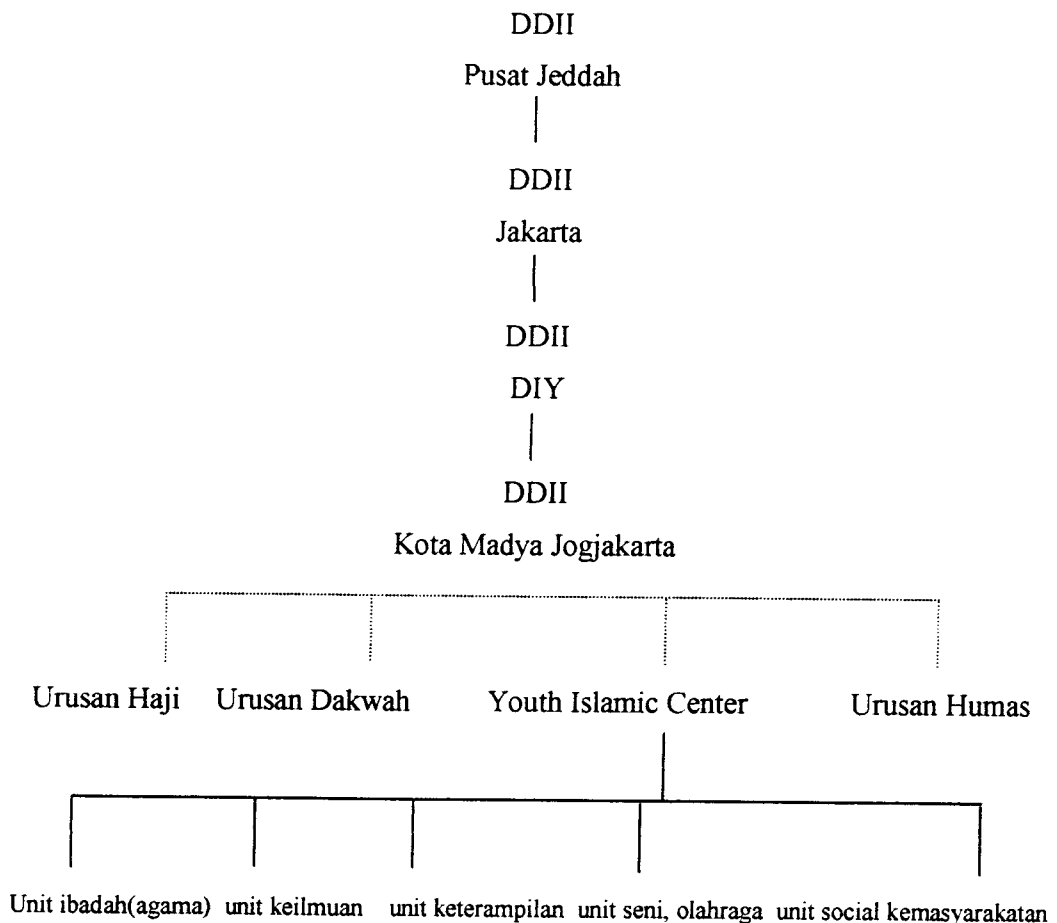 DDII
Pusat Jeddah
DDII
Jakarta
DDII
DIY
DDII
Kota Madya Jogjakarta
Urusan Haji Urusan Dakwah Youth Islamic Center Urusan Humas
Unit ibadah(agama) unit keilmuan unit keterampilan unit seni, olahraga unit social kemasyarakatan